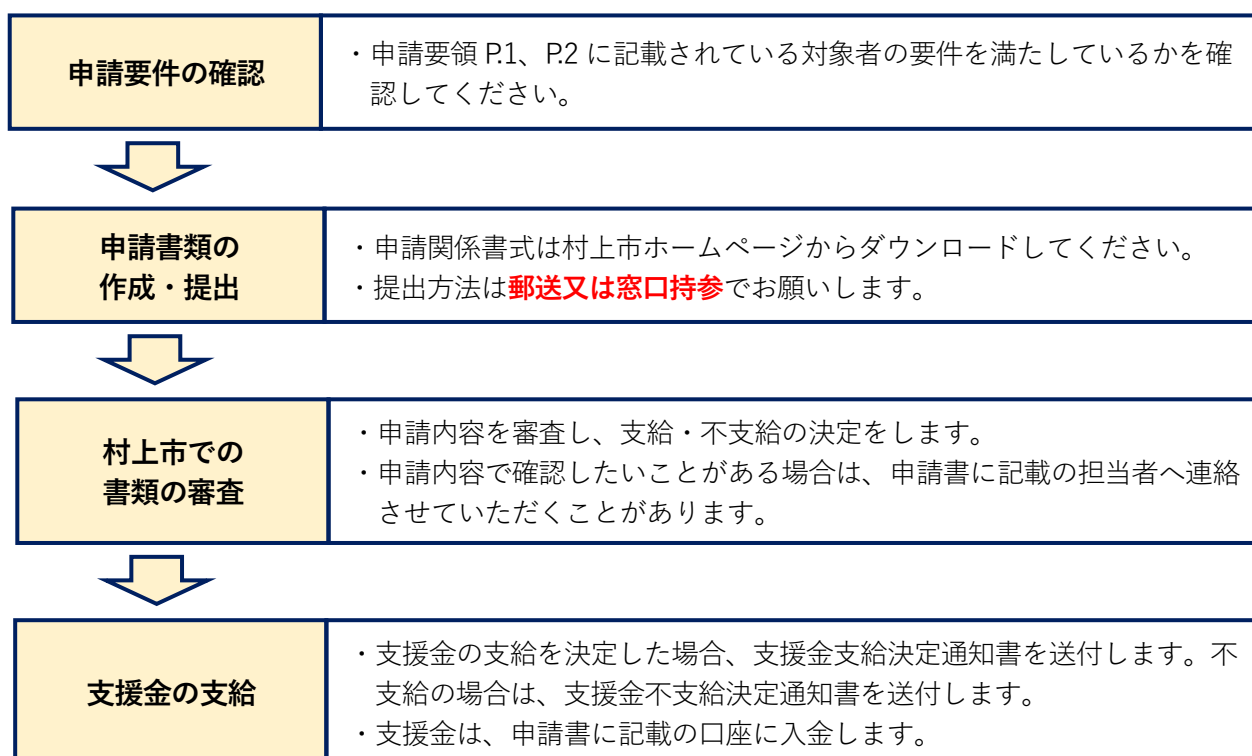 申請要件の確認
・申請要領 P.1、P.2 に記載されている対象者の要件を満たしているかを確
認してください。
申請書類の
作成・提出
・申請関係書式は村上市ホームページからダウンロードしてください。
・提出方法は郵送又は窓口持参でお願いします。
村上市での
書類の審査
・申請内容を審査し、支給・不支給の決定をします。
・申請内容で確認したいことがある場合は、申請書に記載の担当者へ連絡
させていただくことがあります。
支援金の支給
・支援金の支給を決定した場合、支援金支給決定通知書を送付します。不
支給の場合は、支援金不支給決定通知書を送付します。
・支援金は、申請書に記載の口座に入金します。